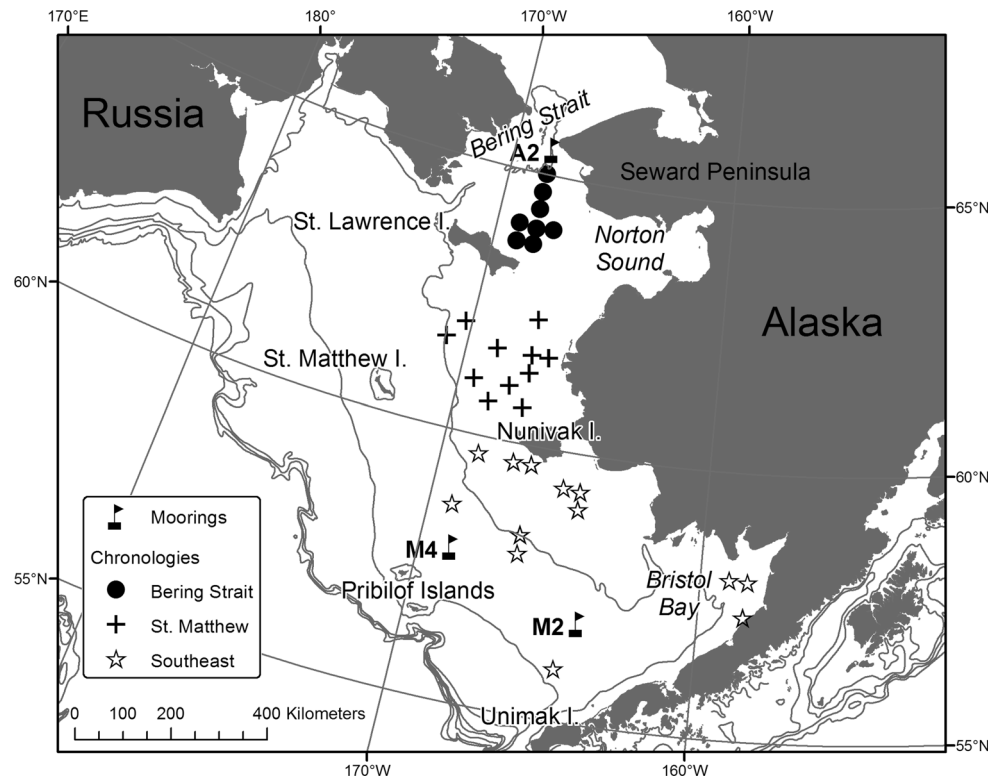 170°E
180°
170°W
160°W
Russia
Bering Strait
A2
Seward Peninsula
65°N
St. Lawrence I.
Norton
Sound
60°N
Alaska
St. Matthew I.
Nunivak I.
60°N
Moorings
Chronologies
Bering Strait
St. Matthew
Southeast
M4
55°N
Pribilof Islands
Bristol
Bay
M2
0 100 200 400 Kilometers
Unimak I.
55°N
170°W
160°W